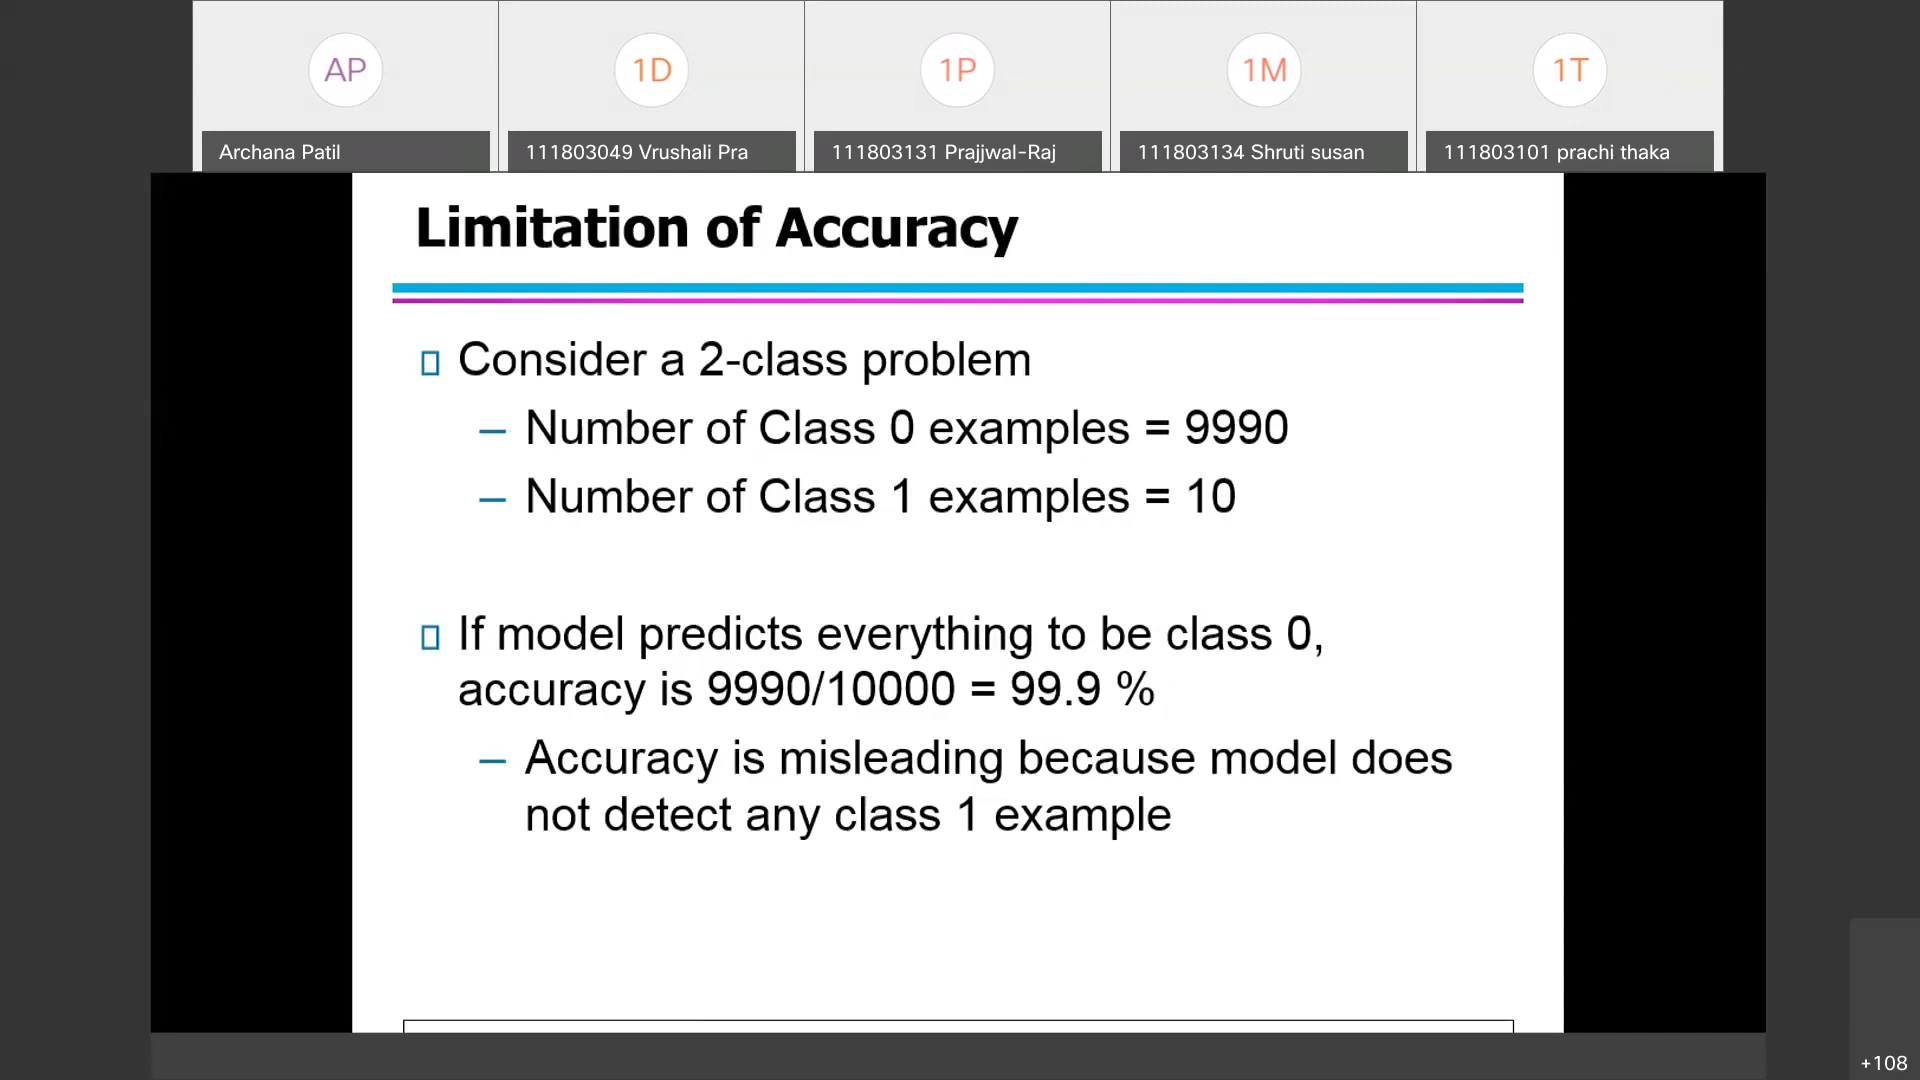 AP
1D
1P
1M
1T
Archana Patil
111803049 Vrushali Pra
111803131 Prajjwal-Raj
111803134 Shruti susan
111803101 prachi thaka
Limitation of Accuracy
Consider a 2-class problem
– Number of Class 0 examples = 9990
– Number of Class 1 examples = 10
If model predicts everything to be class 0,
accuracy is 9990/10000 = 99.9 %
– Accuracy is misleading because model does
not detect any class 1 example
+108